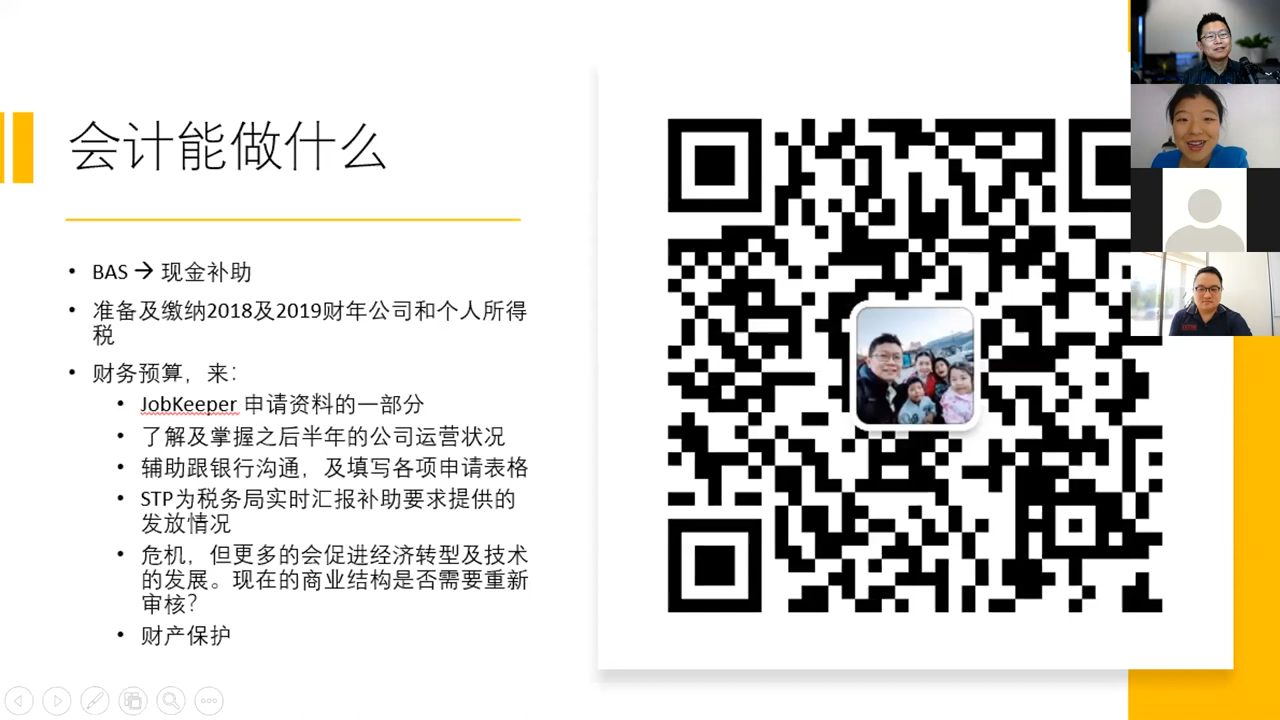 会计能做什么
BAS → 现金补助
准备及缴纳2018及2019财年公司和个人所得
税
财务预算，来：
JobKeeper 申请资料的一部分
了解及掌握之后半年的公司运营状况
辅助跟银行沟通，及填写各项申请表格
STP为税务局实时汇报补助要求提供的
发放情况
危机，但更多的会促进经济转型及技术
的发展。现在的商业结构是否需要重新
审核？
财产保护